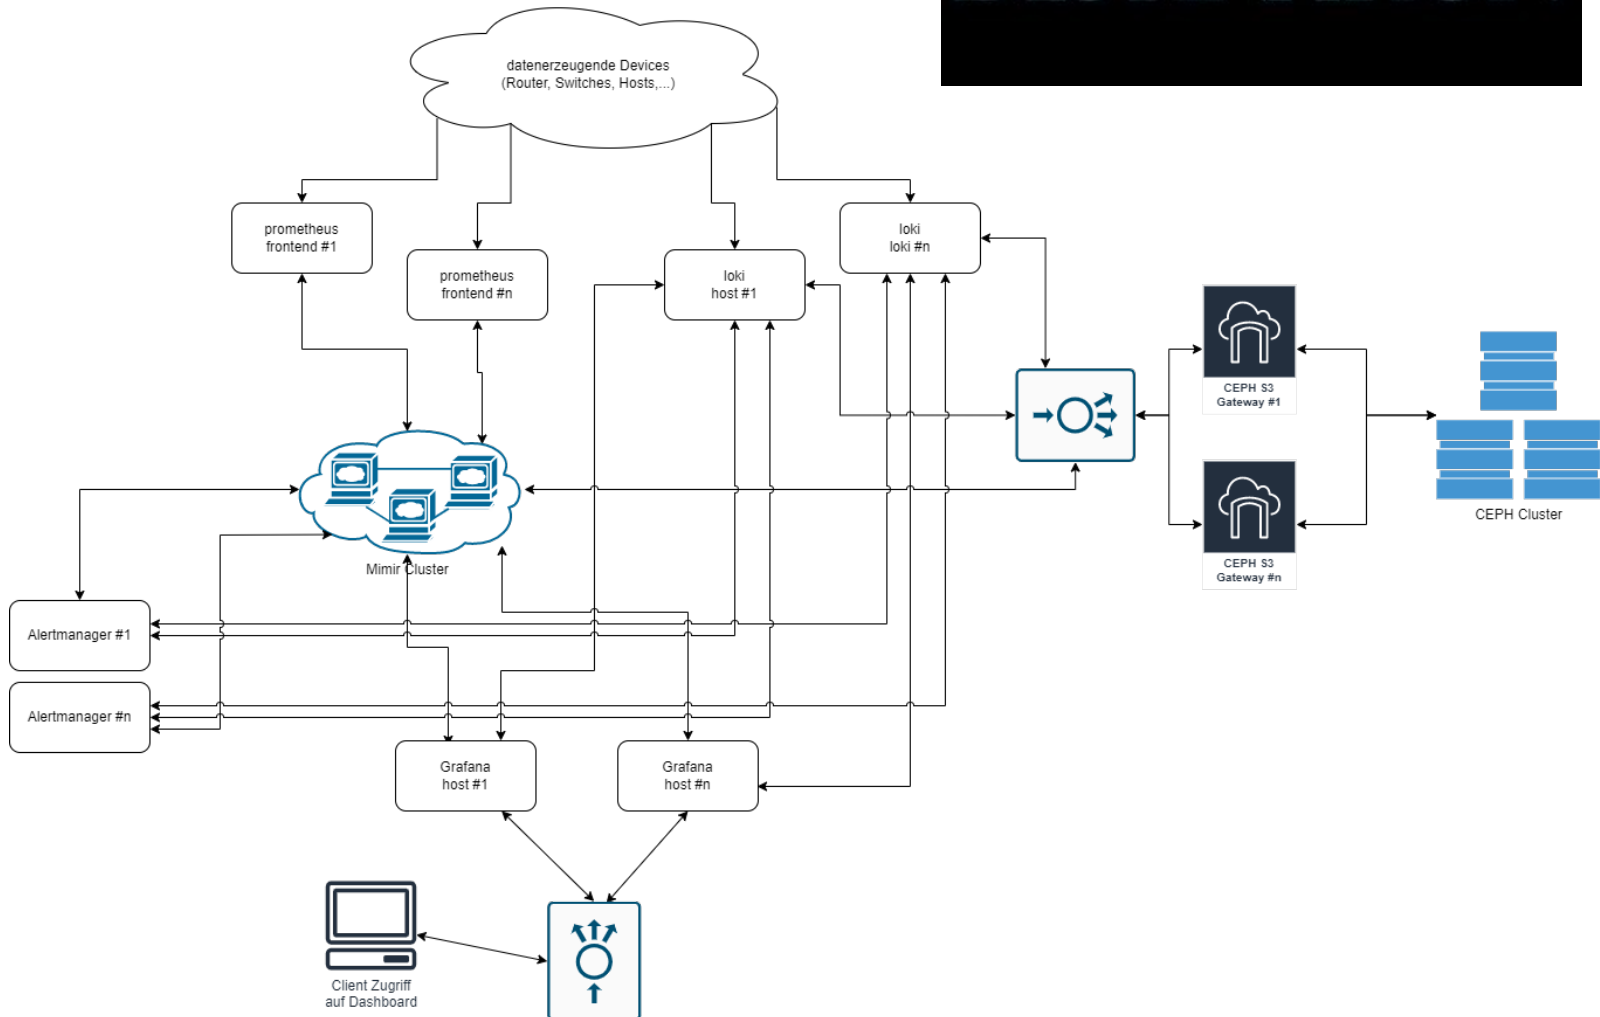 datenerzeugende Devices
(Router, Switches, Hosts,...)
prometheus
frontend #1
prometheus
frontend #n
loki
host #1
loki
loki #n
CEPH S3
Gateway #1
CEPH S3
Gateway #n
CEPH Cluster
Mimir Cluster
Alertmanager #1
Alertmanager #n
Grafana
host #1
Grafana
host #n
Client Zugriff
auf Dashboard